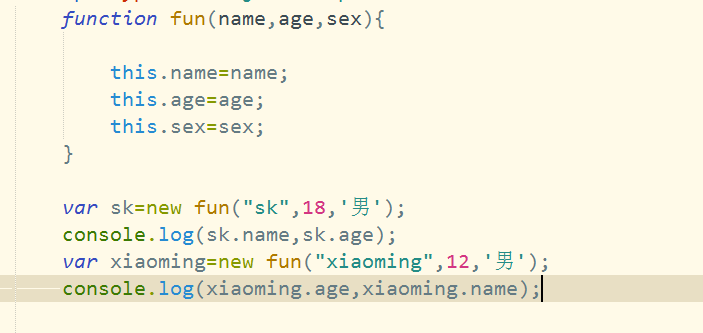 function fun(name,age,sex){
this.name=name;
this.age=age;
this.sex=sex;
}
var sk=new fun("sk",18,'男');
console.log(sk.name,sk.age);
var xiaoming=new fun("xiaoming",12,'男');
console.log(xiaoming.age,xiaoming.name);